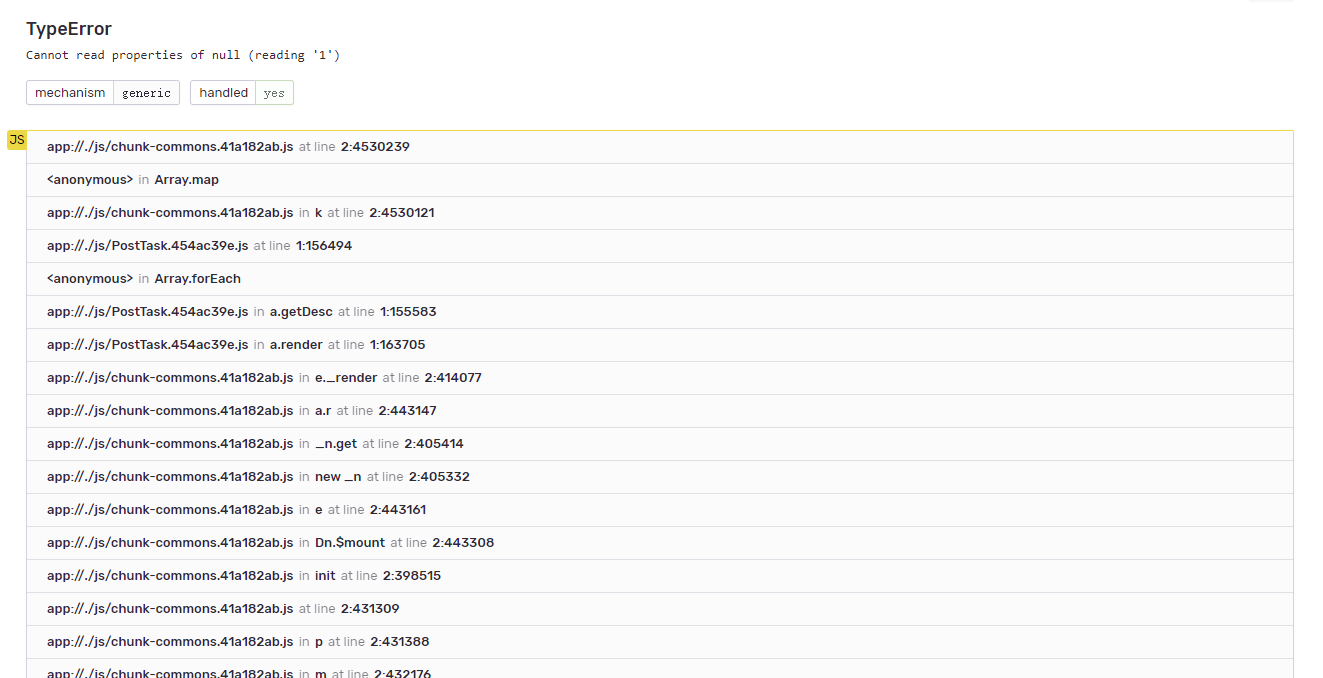 TypeError
Cannot read properties of null (reading '1')
mechanism generic handled yes
JS
app://./js/chunk-commons.41a182ab.js at line 2:4530239
<anonymous> in Array.map
app://./js/chunk-commons.41a182ab.js in k at line 2:4530121
app://./js/PostTask.454ac39e.js at line 1:156494
<anonymous> in Array.forEach
app://./js/PostTask.454ac39e.js in a.getDesc at line 1:155583
app://./js/PostTask.454ac39e.js in a.render at line 1:163705
app://./js/chunk-commons.41a182ab.js in e._render at line 2:414077
app://./js/chunk-commons.41a182ab.js in a.r at line 2:443147
app://./js/chunk-commons.41a182ab.js in _n.get at line 2:405414
app://./js/chunk-commons.41a182ab.js in new _n at line 2:405332
app://./js/chunk-commons.41a182ab.js in e at line 2:443161
app://./js/chunk-commons.41a182ab.js in Dn.$mount at line 2:443308
app://./js/chunk-commons.41a182ab.js in init at line 2:398515
app://./js/chunk-commons.41a182ab.js at line 2:431309
app://./js/chunk-commons.41a182ab.js in p at line 2:431388
app://./js/chunk-commons.41a182ab.js in m at line 2:432176